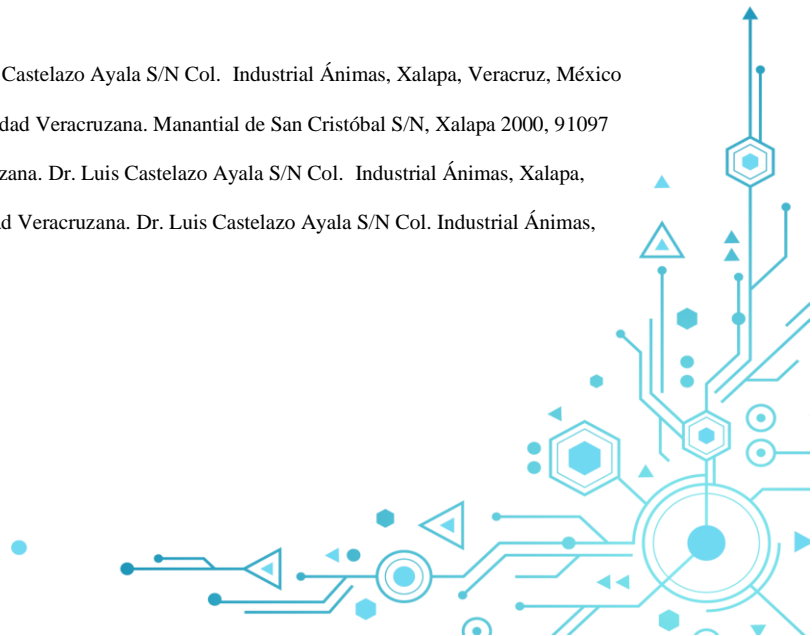 Castelazo Ayala S/N Col. Industrial Ánimas, Xalapa, Veracruz, México
dad Veracruzana. Manantial de San Cristóbal S/N, Xalapa 2000, 91097
zana. Dr. Luis Castelazo Ayala S/N Col. Industrial Ánimas, Xalapa,
d Veracruzana. Dr. Luis Castelazo Ayala S/N Col. Industrial Ánimas,